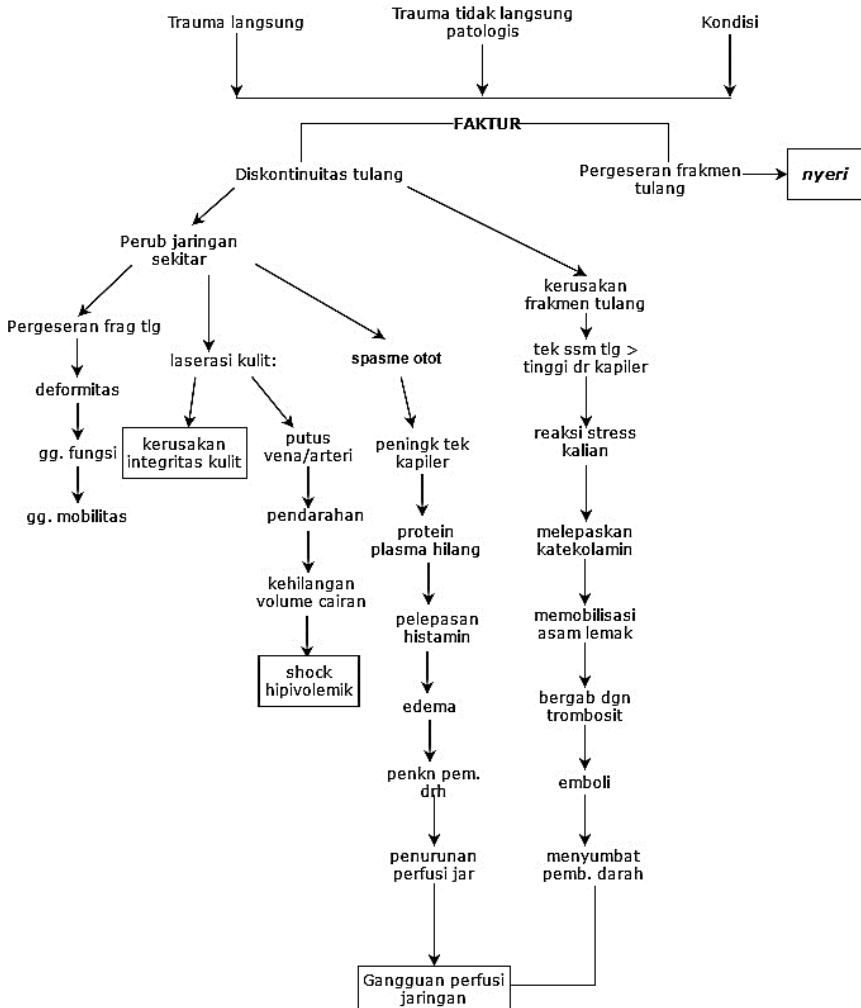 Trauma langsung
Trauma tidak langsung
patologis
Kondisi
FAKTUR
Diskontinuitas tulang
Pergeseran frakmen
tulang
nyeri
Perub jaringan
sekitar
kerusakan
frakmen tulang
Pergeseran frag tlg
laserasi kulit:
spasme otot
tek ssm tlg >
tinggi dr kapiler
deformitas
kerusakan
integritas kulit
putus
vena/arteri
peningk tek
kapiler
reaksi stress
kalian
gg. fungsi
gg. mobilitas
pendarahan
protein
plasma hilang
melepaskan
katekolamin
kehilangan
volume cairan
pelepasan
histamin
memobilisasi
asam lemak
shock
hipivolemik
edema
bergab dgn
trombosit
penkn pem.
drh
emboli
penurunan
perfusi jar
menyumbat
pemb. darah
Gangguan perfusi
jaringan